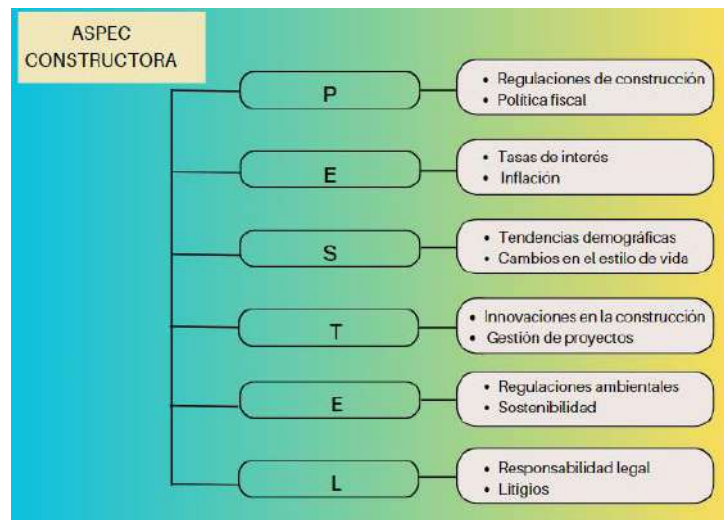 ASPEC
CONSTRUCTORA
P
• Regulaciones de construcción
• Política fiscal
E
• Tasas de interés
• Inflación
S
• Tendencias demográficas
• Cambios en el estilo de vida
T
• Innovaciones en la construcción
• Gestión de proyectos
E
• Regulaciones ambientales
• Sostenibilidad
L
• Responsabilidad legal
• Litigios